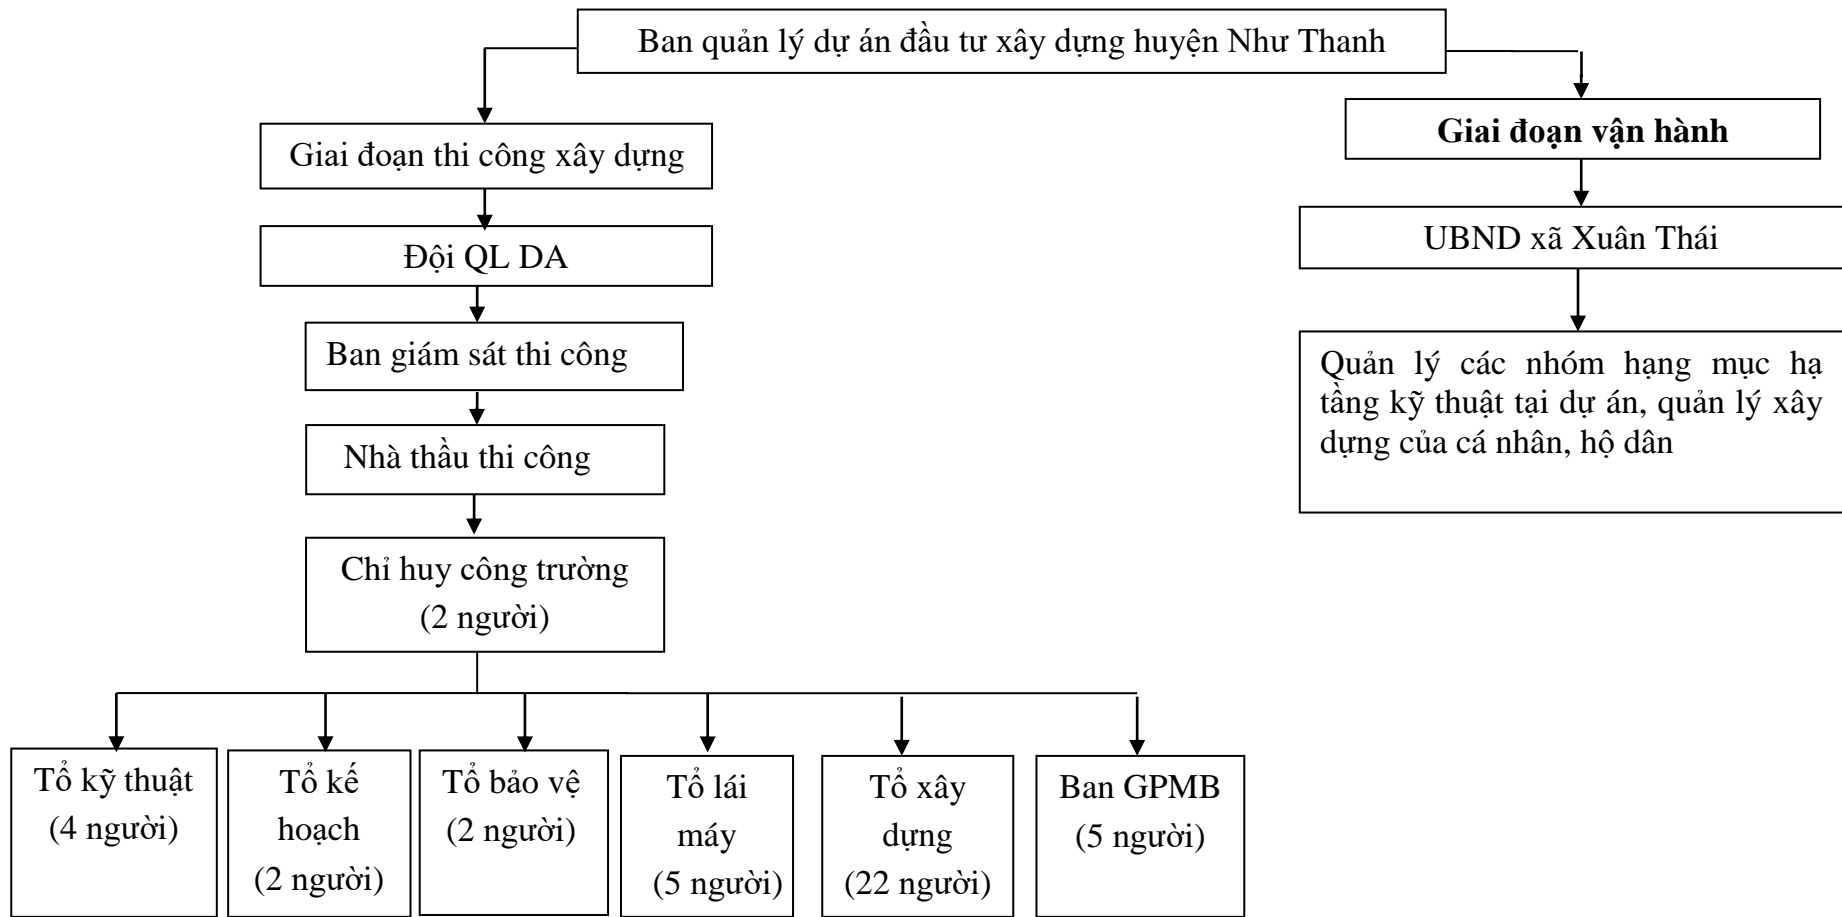 Ban quản lý dự án đầu tư xây dựng huyện Như Thanh
Giai đoạn thi công xây dựng
Đội QL DA
Ban giám sát thi công
Nhà thầu thi công
Chỉ huy công trường
(2 người)
Tổ kỹ thuật
(4 người)
Tổ kế
hoạch
(2 người)
Tổ bảo vệ
(2 người)
Tổ lái
máy
(5 người)
Tổ xây
dựng
(22 người)
Ban GPMB
(5 người)
Giai đoạn vận hành
UBND xã Xuân Thái
Quản lý các nhóm hạng mục hạ
tầng kỹ thuật tại dự án, quản lý xây
dựng của cá nhân, hộ dân